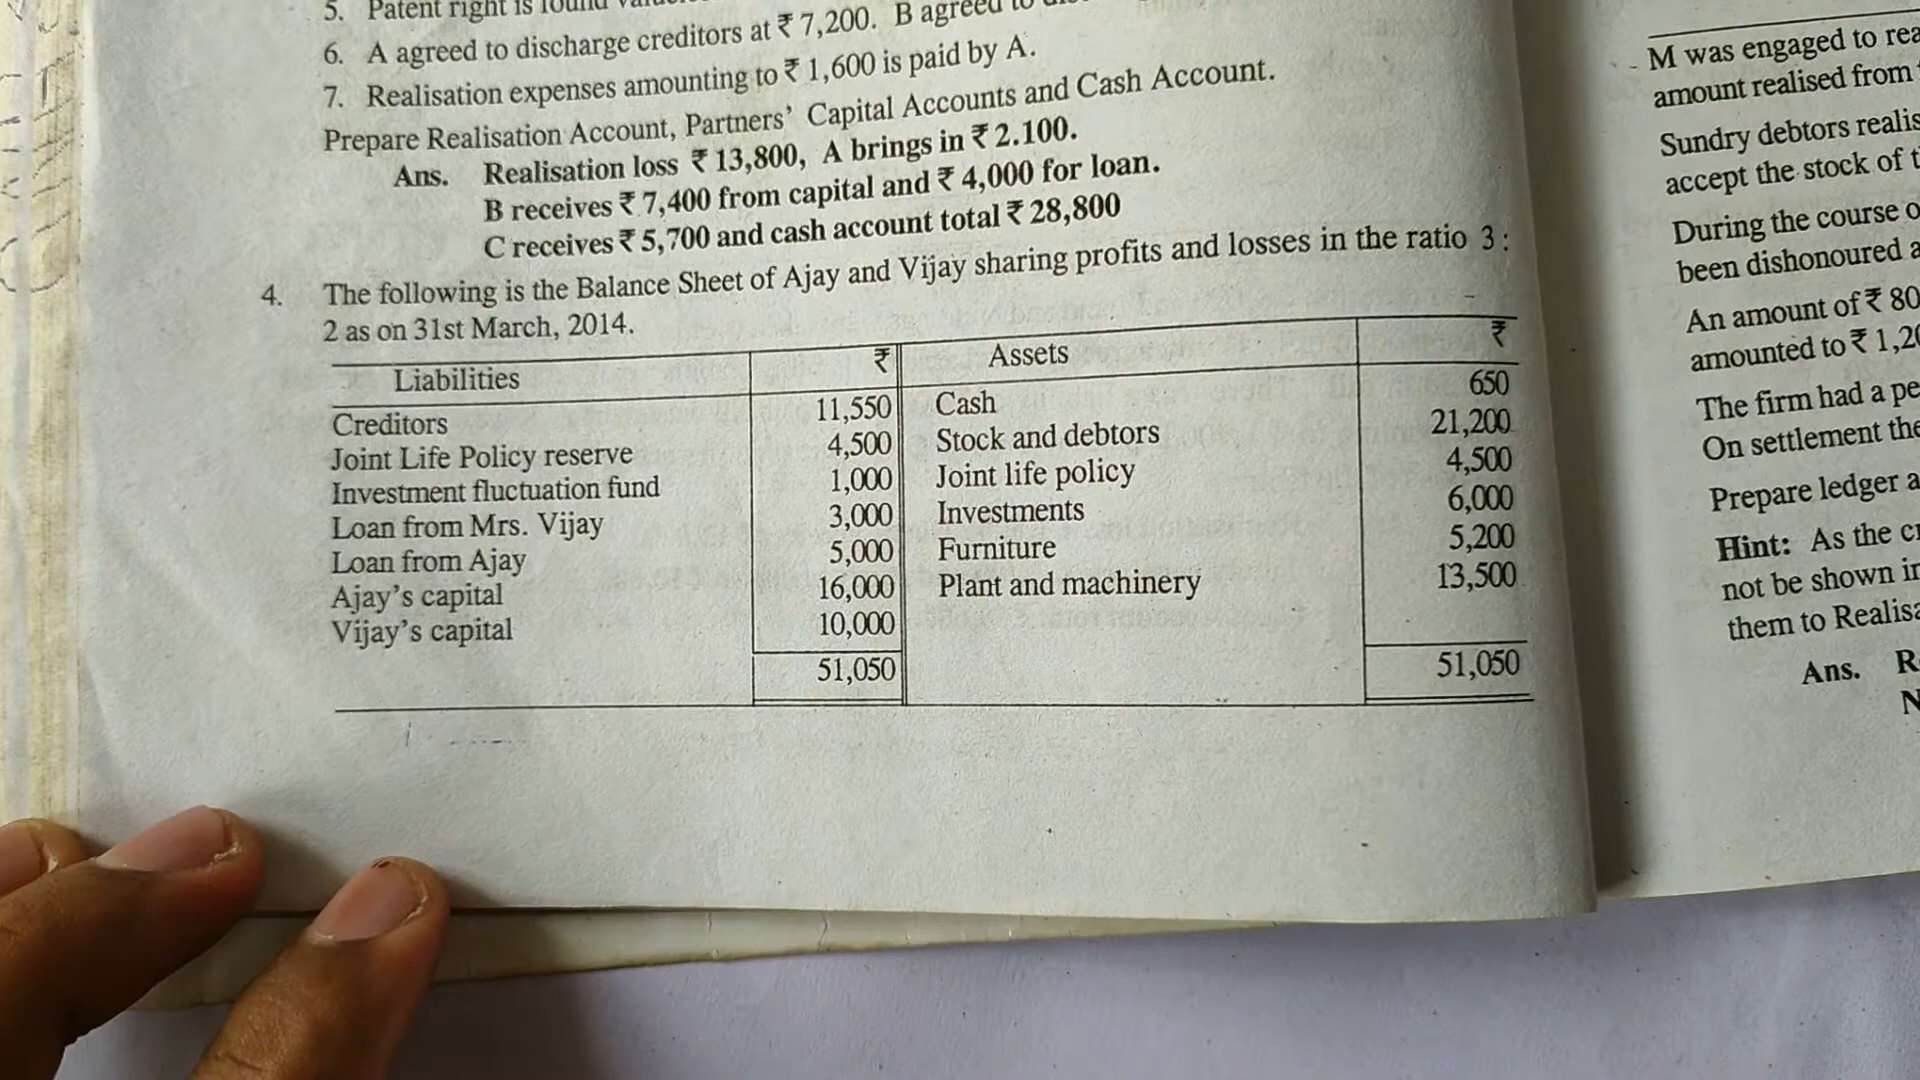 5. Patent right is found
6. A agreed to discharge creditors at ₹ 7,200. B agreed to
7. Realisation expenses amounting to ₹ 1,600 is paid by A.
Prepare Realisation Account, Partners' Capital Accounts and Cash Account.
Ans. Realisation loss ₹ 13,800, A brings in ₹ 2.100.
B receives ₹ 7,400 from capital and ₹ 4,000 for loan.
C receives ₹ 5,700 and cash account total ₹ 28,800
4. The following is the Balance Sheet of Ajay and Vijay sharing profits and losses in the ratio 3 :
2 as on 31st March, 2014.
Liabilities ₹ Assets ₹
Creditors 11,550 Cash 650
Joint Life Policy reserve 4,500 Stock and debtors 21,200
Investment fluctuation fund 1,000 Joint life policy 4,500
Loan from Mrs. Vijay 3,000 Investments 6,000
Loan from Ajay 5,000 Furniture 5,200
Ajay's capital 16,000 Plant and machinery 13,500
Vijay's capital 10,000
51,050 51,050
M was engaged to
amount realised from
Sundry debtors
accept the stock of
During the course
been dishonoured
An amount of ₹ 80
amounted to ₹ 1,20
The firm had a
On settlement the
Prepare ledger
Hint: As the
not be shown
them to
Ans.